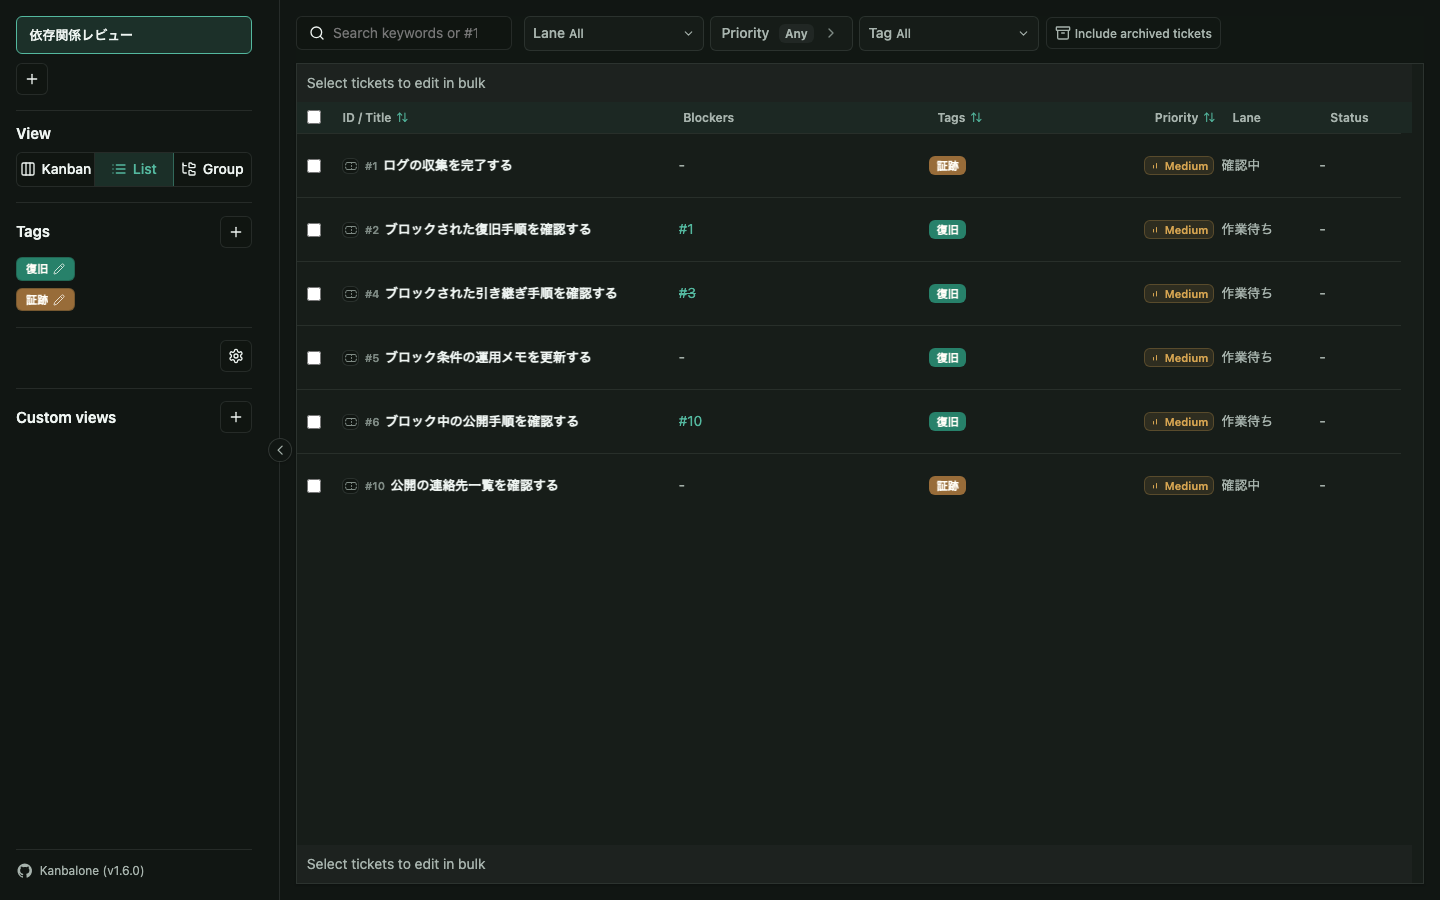 依存関係レビュー
View
Kanban
List
Group
Tags
復旧
証跡
Custom views
Kanbalone (v1.6.0)
Search keywords or #1
Lane All
Priority Any
Tag All
Include archived tickets
Select tickets to edit in bulk
ID / Title Blockers Tags Priority Lane Status
#1 ログの収集を完了する - 証跡 Medium 確認中 -
#2 ブロックされた復旧手順を確認する #1 復旧 Medium 作業待ち -
#4 ブロックされた引き継ぎ手順を確認する #3 復旧 Medium 作業待ち -
#5 ブロック条件の運用メモを更新する - 復旧 Medium 作業待ち -
#6 ブロック中の公開手順を確認する #10 復旧 Medium 作業待ち -
#10 公開の連絡先一覧を確認する - 証跡 Medium 確認中 -
Select tickets to edit in bulk